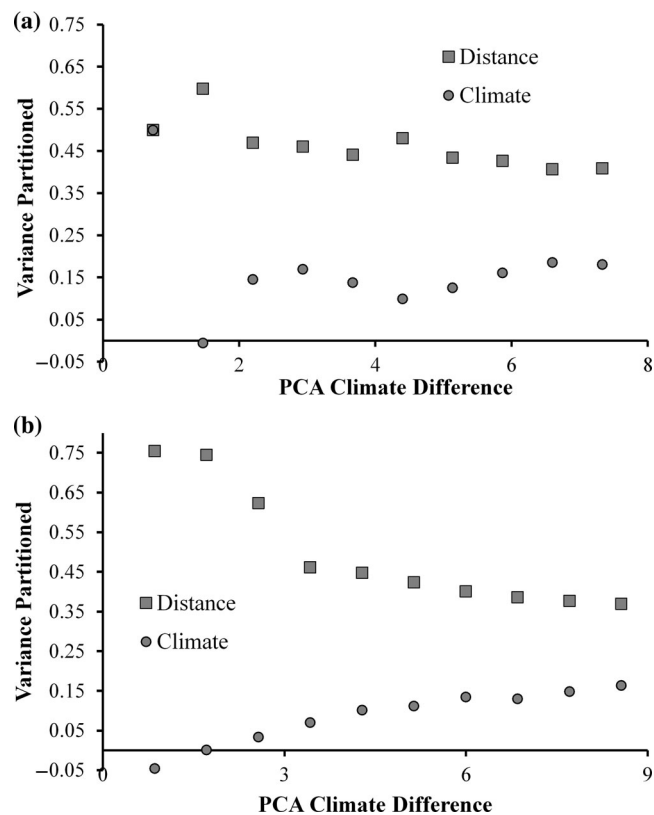 (a)
0.75
0.65
0.55
0.45
0.35
0.25
0.15
0.05
−0.05
Variance Partitioned
Distance
Climate
0
2
4
6
8
PCA Climate Difference
(b)
0.75
0.65
0.55
0.45
0.35
0.25
0.15
0.05
−0.05
Variance Partitioned
Distance
Climate
0
3
6
9
PCA Climate Difference